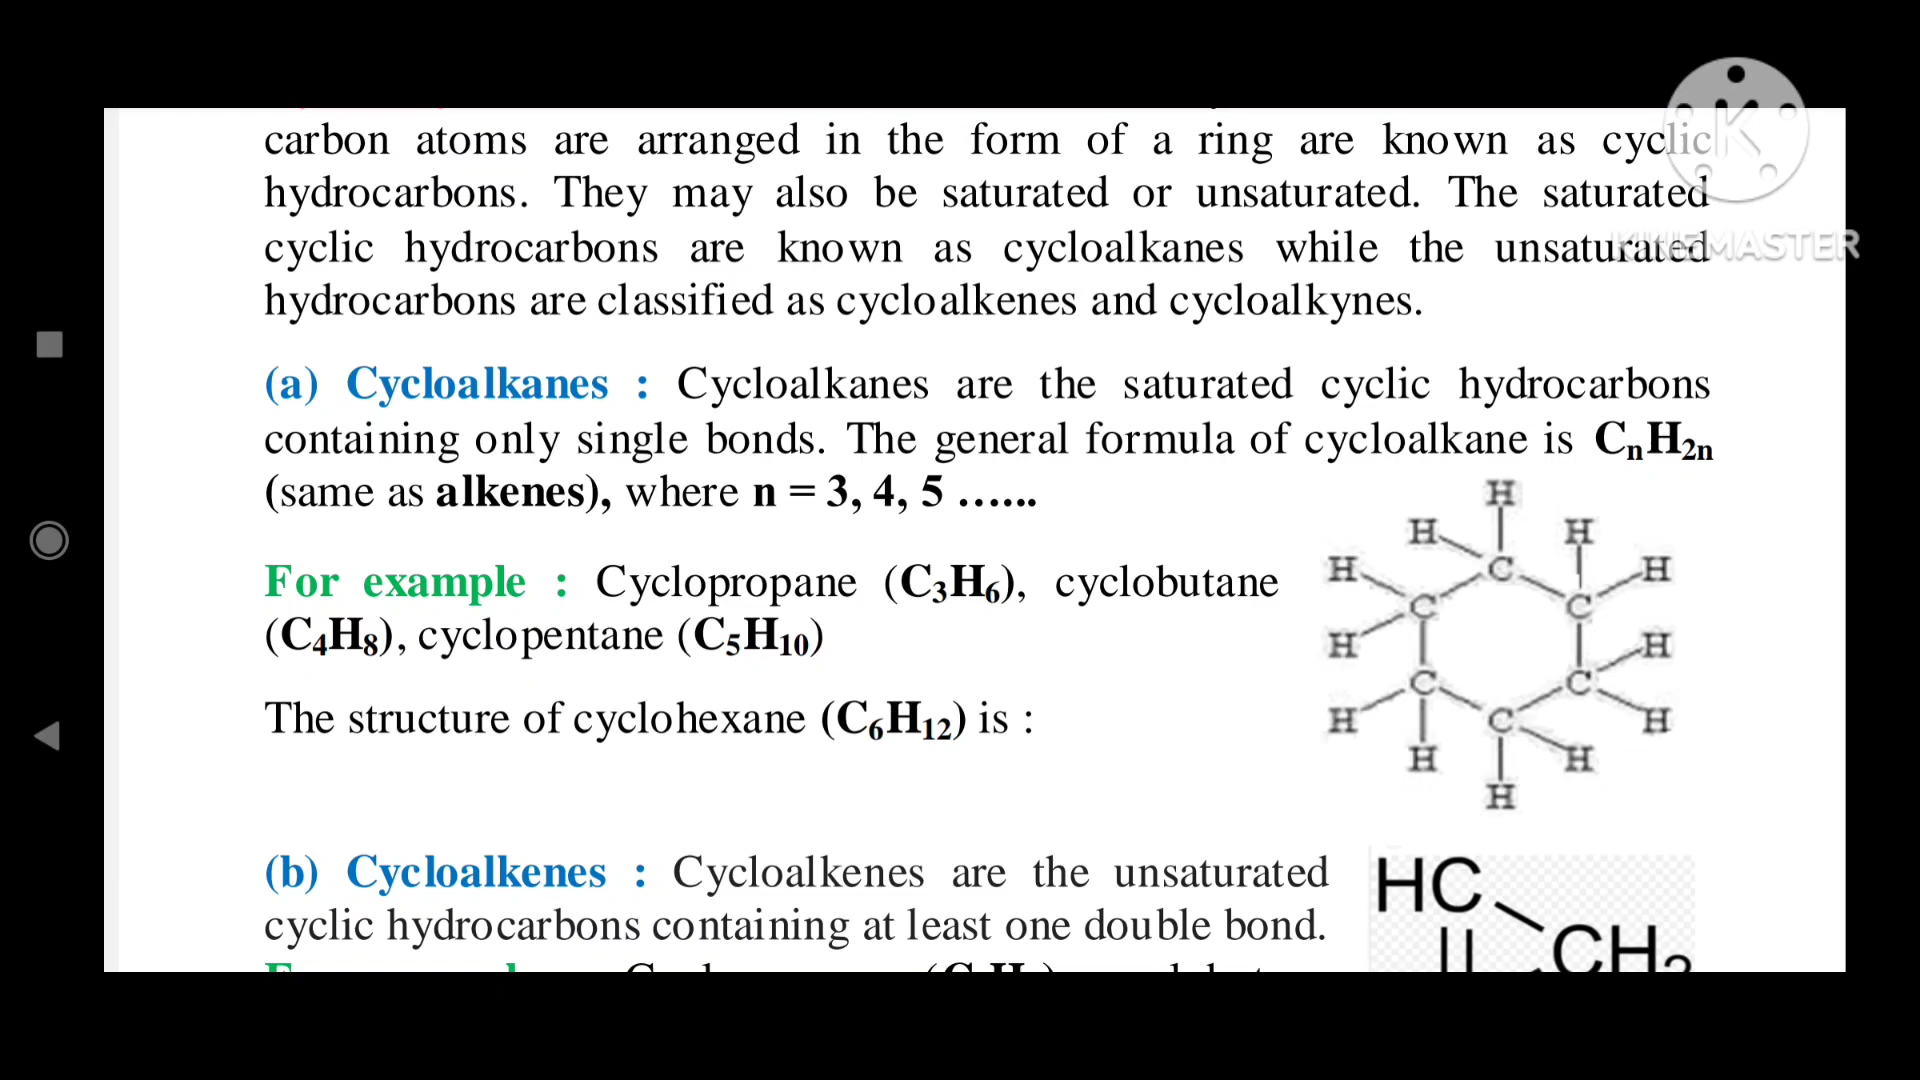 carbon atoms are arranged in the form of a ring are known as cyclic
hydrocarbons. They may also be saturated or unsaturated. The saturated
cyclic hydrocarbons are known as cycloalkanes while the unsaturated
hydrocarbons are classified as cycloalkenes and cycloalkynes.
(a) Cycloalkanes : Cycloalkanes are the saturated cyclic hydrocarbons
containing only single bonds. The general formula of cycloalkane is CₙH₂ₙ
(same as alkenes), where n = 3, 4, 5 ......
For example : Cyclopropane (C₃H₆), cyclobutane
(C₄H₈), cyclopentane (C₅H₁₀)
The structure of cyclohexane (C₆H₁₂) is :
H
H H
H C H
C C
H H
C C
H C H
H H
H
(b) Cycloalkenes : Cycloalkenes are the unsaturated
cyclic hydrocarbons containing at least one double bond.
HC
CH₂
K
KINEMASTER